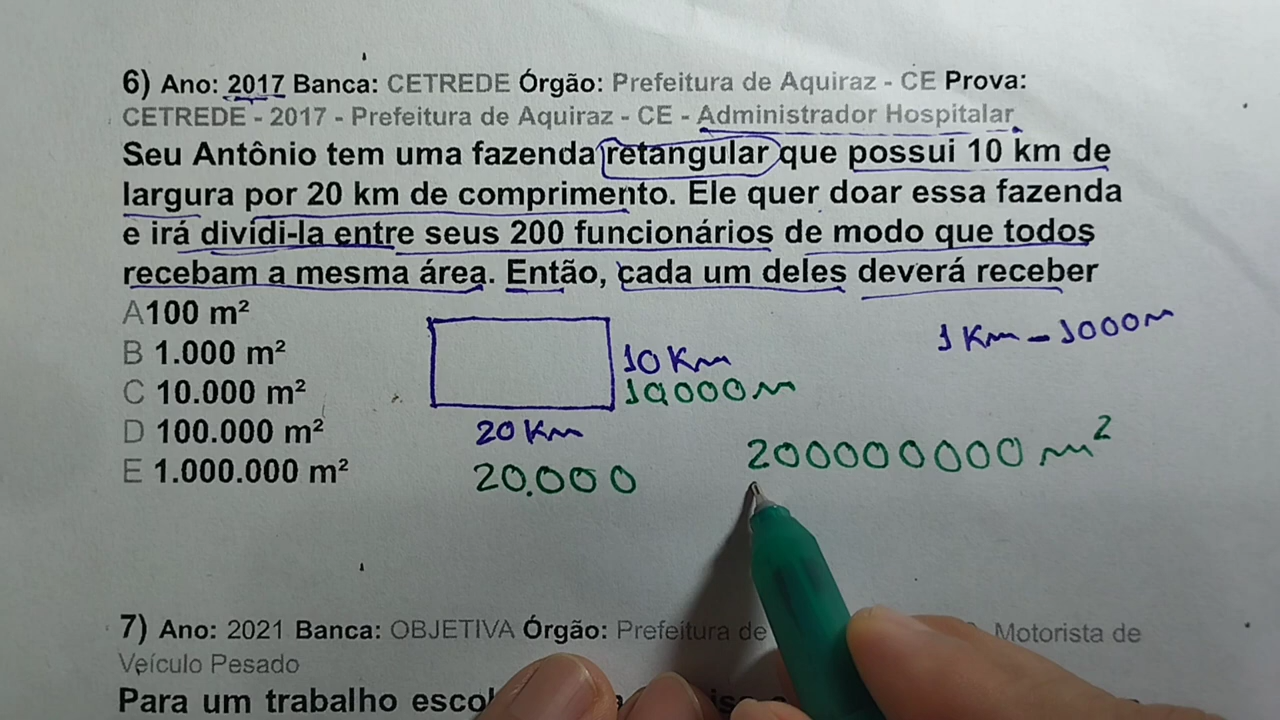 6) Ano: 2017 Banca: CETREDE Órgão: Prefeitura de Aquiraz - CE Prova:
CETREDE - 2017 - Prefeitura de Aquiraz - CE - Administrador Hospitalar
Seu Antônio tem uma fazenda retangular que possui 10 km de
largura por 20 km de comprimento. Ele quer doar essa fazenda
e irá dividi-la entre seus 200 funcionários de modo que todos
recebam a mesma área. Então, cada um deles deverá receber
A 100 m²
B 1.000 m²
C 10.000 m²
D 100.000 m²
E 1.000.000 m²
10 Km
10.000 m
20 Km
20.000
1 Km - 1000 m
200000000 m²
7) Ano: 2021 Banca: OBJETIVA Órgão: Prefeitura de Motorista de
Veículo Pesado
Para um trabalho